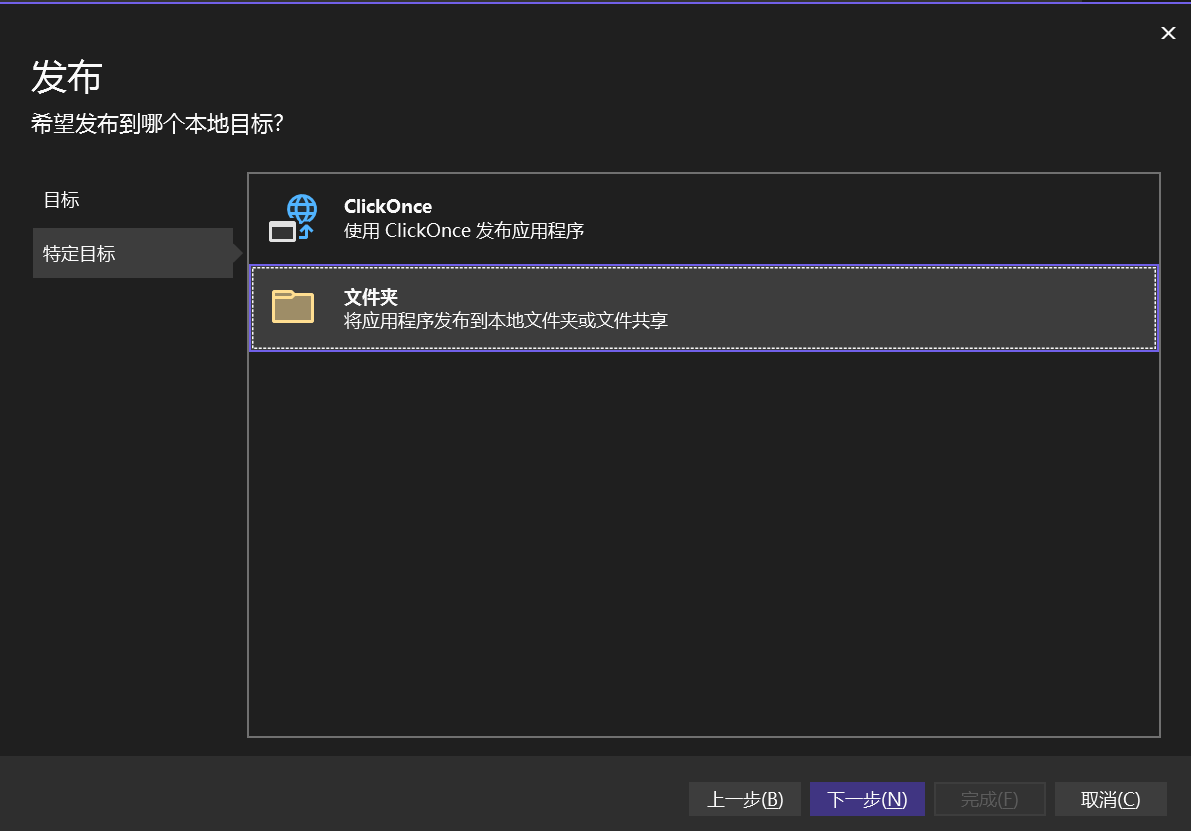 发布
希望发布到哪个本地目标?
目标
特定目标
ClickOnce
使用 ClickOnce 发布应用程序
文件夹
将应用程序发布到本地文件夹或文件共享
上一步(B)
下一步(N)
完成(F)
取消(C)